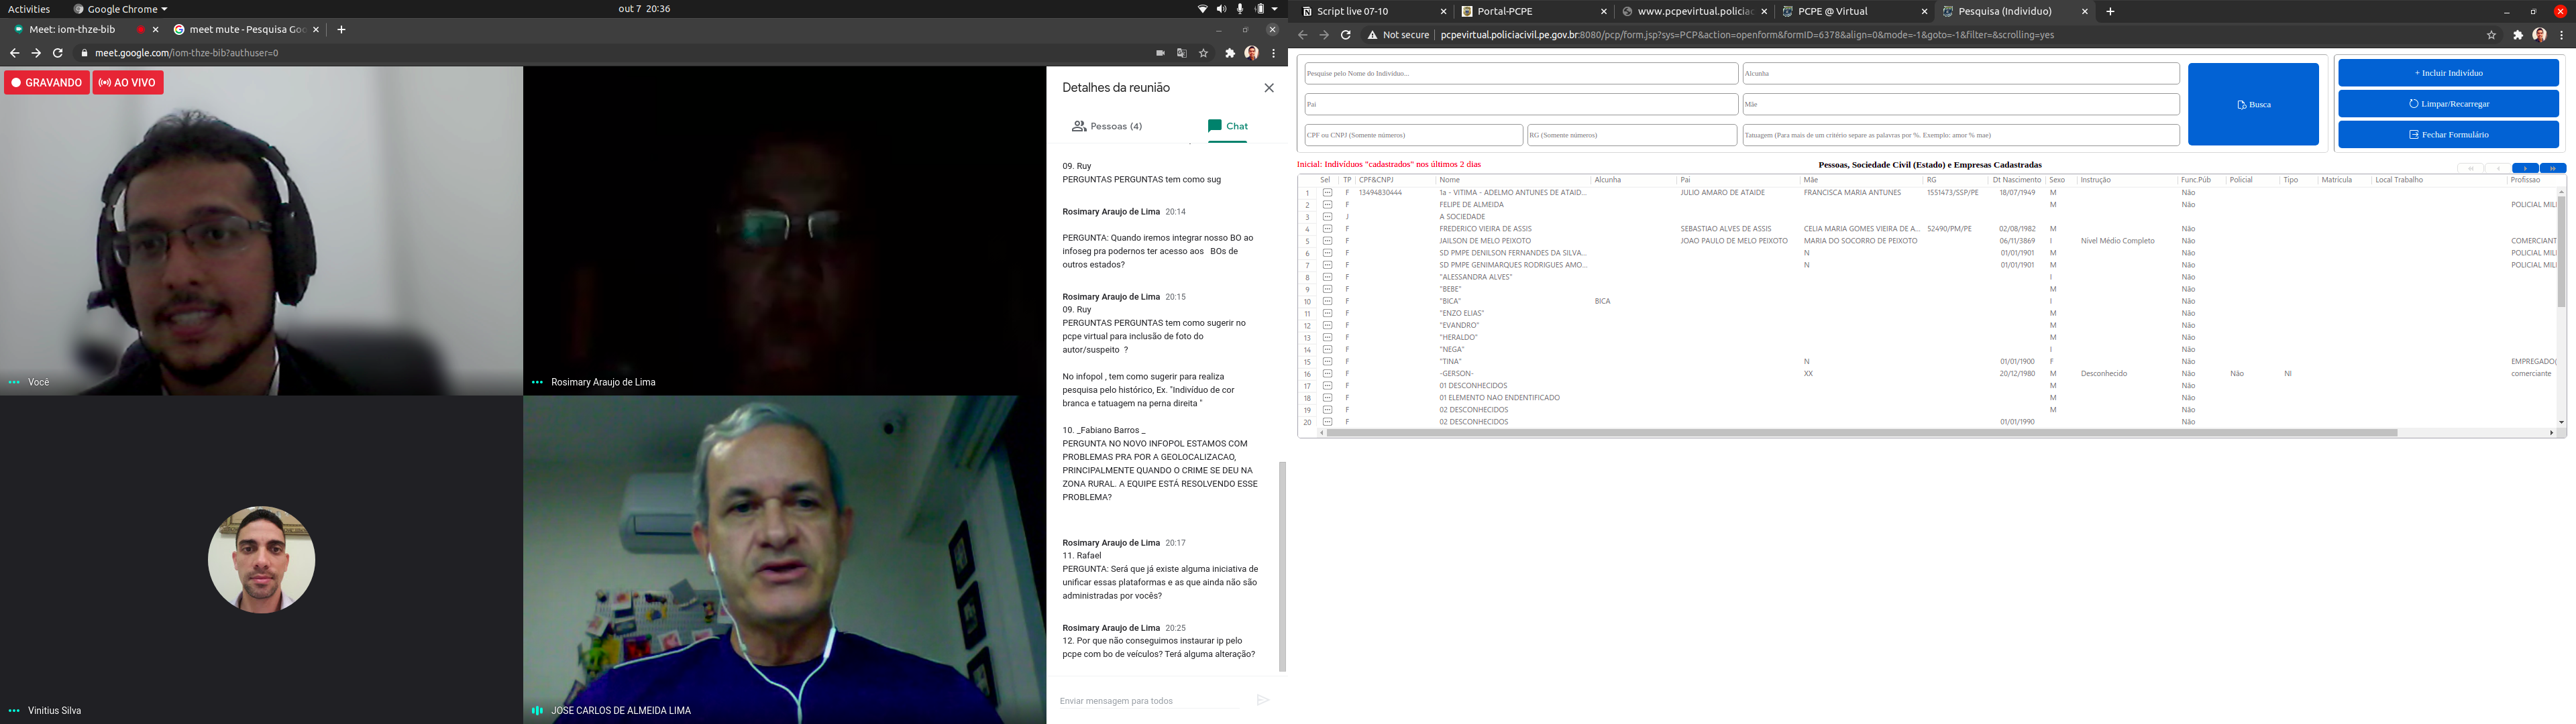 Activities
Google Chrome
out 7 20:36
Meet: iom-thze-bib
meet mute - Pesquisa Goo
meet.google.com/iom-thze-bib?authuser=0
GRAVANDO
AO VIVO
Você
Rosimary Araujo de Lima
Vinitius Silva
JOSE CARLOS DE ALMEIDA LIMA
Detalhes da reunião
Pessoas (4)
Chat
09. Ruy
PERGUNTAS PERGUNTAS tem como sug
Rosimary Araujo de Lima 20:14
PERGUNTA: Quando iremos integrar nosso BO ao
infoseg pra podernos ter acesso aos BOs de
outros estados?
Rosimary Araujo de Lima 20:15
09. Ruy
PERGUNTAS PERGUNTAS tem como sugerir no
pcpe virtual para inclusão de foto do
autor/suspeito ?
No infopol , tem como sugerir para realiza
pesquisa pelo histórico, Ex. "Indivíduo de cor
branca e tatuagem na perna direita "
10. _Fabiano Barros _
PERGUNTA NO NOVO INFOPOL ESTAMOS COM
PROBLEMAS PRA POR A GEOLOCALIZACAO,
PRINCIPALMENTE QUANDO O CRIME SE DEU NA
ZONA RURAL. A EQUIPE ESTÁ RESOLVENDO ESSE
PROBLEMA?
Rosimary Araujo de Lima 20:17
11. Rafael
PERGUNTA: Será que já existe alguma iniciativa de
unificar essas plataformas e as que ainda não são
administradas por vocês?
Rosimary Araujo de Lima 20:25
12. Por que não conseguimos instaurar ip pelo
pcpe com bo de veículos? Terá alguma alteração?
Enviar mensagem para todos
Script live 07-10
Portal-PCPE
www.pcpevirtual.policiac
PCPE @ Virtual
Pesquisa (Individuo)
Not secure
pcpevirtual.policiacivil.pe.gov.br:8080/pcp/form.jsp?sys=PCP&action=openform&formID=6378&align=0&mode=-1&goto=-1&filter=&scrolling=yes
Pesquise pelo Nome do Indivíduo...
Alcunha
Pai
Mãe
CPF ou CNPJ (Somente números)
RG (Somente números)
Tatuagem (Para mais de um critério separe as palavras por %. Exemplo: amor % mae)
Busca
+ Incluir Indivíduo
Limpar/Recarregar
Fechar Formulário
Inicial: Indivíduos "cadastrados" nos últimos 2 dias
Pessoas, Sociedade Civil (Estado) e Empresas Cadastradas
Sel TP CPF&CNPJ Nome Alcunha Pai Mãe RG Dt Nascimento Sexo Instrução Func.Púb Policial Tipo Matrícula Local Trabalho Profissao
1 F 13494830444 1a - VITIMA - ADELMO ANTUNES DE ATAID... JULIO AMARO DE ATAIDE FRANCISCA MARIA ANTUNES 1551473/SSP/PE 18/07/1949 M Não
2 F FELIPE DE ALMEIDA M Não POLICIAL MILI
3 J A SOCIEDADE Não
4 F FREDERICO VIEIRA DE ASSIS SEBASTIAO ALVES DE ASSIS CELIA MARIA GOMES VIEIRA DE A... 52490/PM/PE 02/08/1982 M Não
5 F JAILSON DE MELO PEIXOTO JOAO PAULO DE MELO PEIXOTO MARIA DO SOCORRO DE PEIXOTO 06/11/3869 I Nível Médio Completo Não COMERCIANT
6 F SD PMPE DENILSON FERNANDES DA SILVA... N 01/01/1901 M Não POLICIAL MILI
7 F SD PMPE GENIMARQUES RODRIGUES AMO... N 01/01/1901 M Não POLICIAL MILI
8 F "ALESSANDRA ALVES" I Não
9 F "BEBE" M Não
10 F "BICA" BICA I Não
11 F "ENZO ELIAS" M Não
12 F "EVANDRO" M Não
13 F "HERALDO" M Não
14 F "NEGA" I Não
15 F "TINA" N 01/01/1900 F Não EMPREGADO(
16 F -GERSON- XX 20/12/1980 M Desconhecido Não Não NI comerciante
17 F 01 DESCONHECIDOS M Não
18 F 01 ELEMENTO NAO ENDENTIFICADO M Não
19 F 02 DESCONHECIDOS M Não
20 F 02 DESCONHECIDOS 01/01/1990 Não